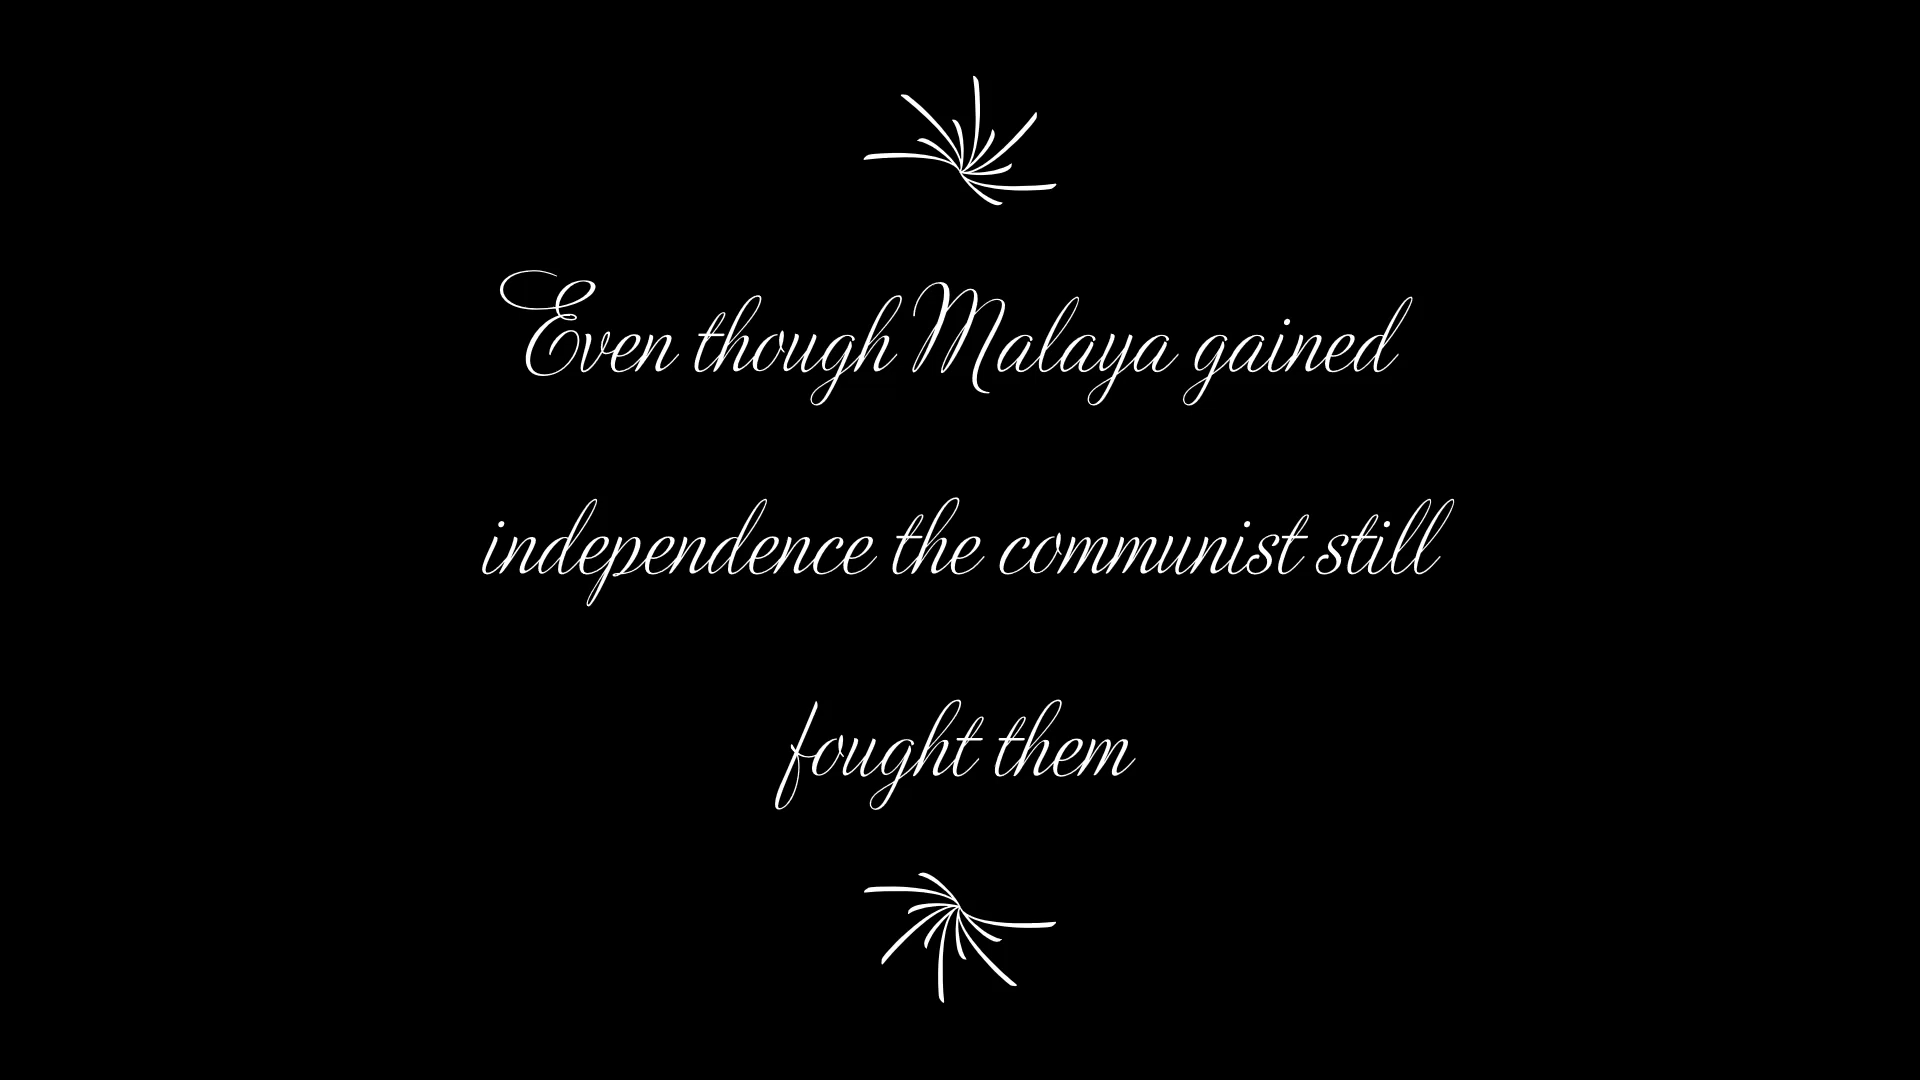 Even though Malaya gained
independence the communist still
fought them